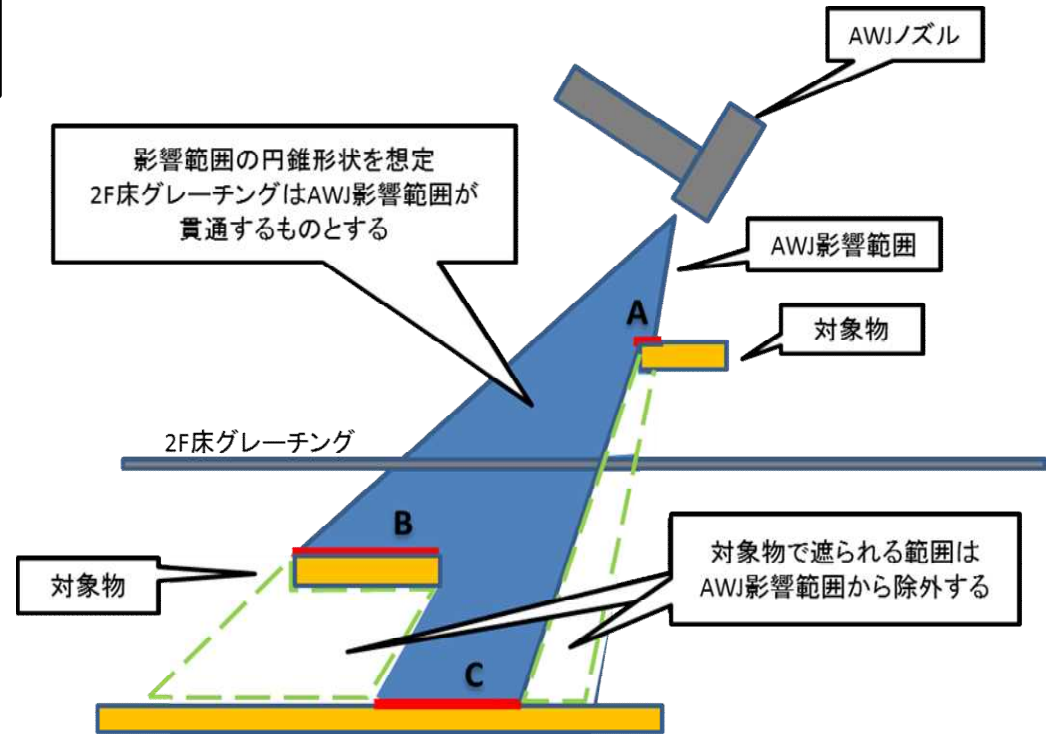 AWJノズル
影響範囲の円錐形状を想定
2F床グレーチングはAWJ影響範囲が
貫通するものとする
AWJ影響範囲
A
対象物
2F床グレーチング
B
対象物で遮られる範囲は
AWJ影響範囲から除外する
対象物
C